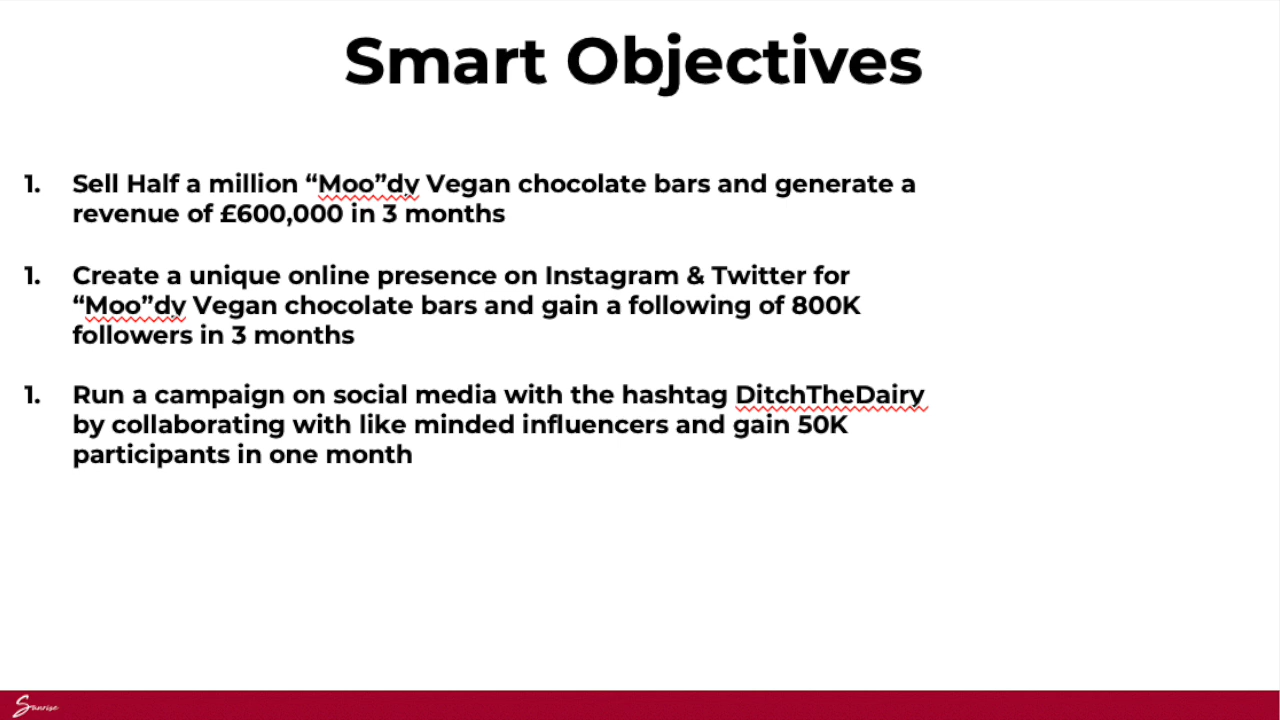 Smart Objectives
1. Sell Half a million “Moo”dy Vegan chocolate bars and generate a
revenue of £600,000 in 3 months
1. Create a unique online presence on Instagram & Twitter for
“Moo”dy Vegan chocolate bars and gain a following of 800K
followers in 3 months
1. Run a campaign on social media with the hashtag DitchTheDairy
by collaborating with like minded influencers and gain 50K
participants in one month
Sunrise